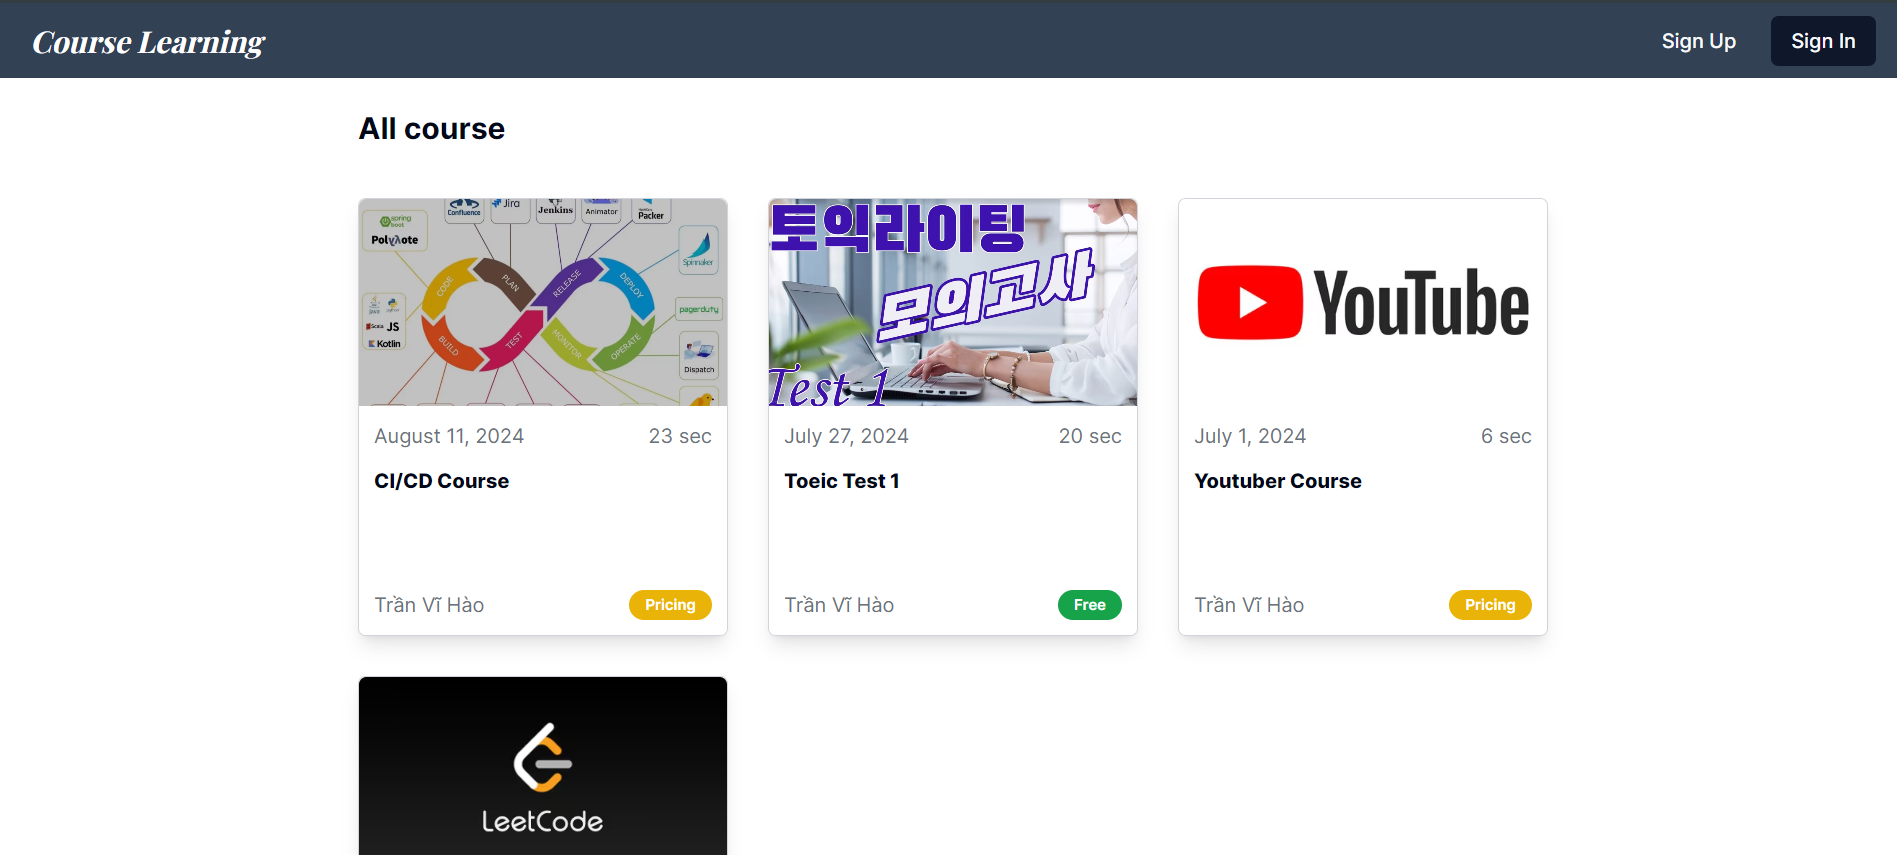 Course Learning
Sign Up
Sign In
All course
Confluence
Jira
Jenkins
Animator
Packer
spring
boot
Polynote
Spinnaker
CODE
PLAN
RELEASE
DEPLOY
pagerduty
JAVA
python
Scala JS
Kotlin
BUILD
TEST
MONITOR
OPERATE
Dispatch
August 11, 2024
23 sec
CI/CD Course
Trần Vĩ Hào
Pricing
토익라이팅
모의고사
Test 1
July 27, 2024
20 sec
Toeic Test 1
Trần Vĩ Hào
Free
YouTube
July 1, 2024
6 sec
Youtuber Course
Trần Vĩ Hào
Pricing
LeetCode